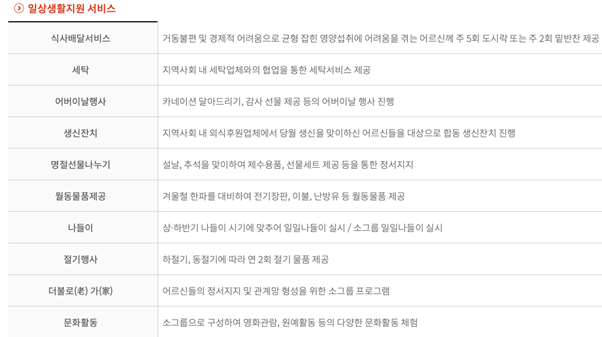 일상생활지원 서비스
식사배달서비스 거동불편 및 경제적 어려움으로 균형 잡힌 영양섭취에 어려움을 겪는 어르신께 주 5회 도시락 또는 주 2회 밑반찬 제공
세탁 지역사회 내 세탁업체와의 협업을 통한 세탁서비스 제공
어버이날행사 카네이션 달아드리기, 감사 선물 제공 등의 어버이날 행사 진행
생신잔치 지역사회 내 외식후원업체에서 당월 생신을 맞이하신 어르신들을 대상으로 합동 생신잔치 진행
명절선물나누기 설날, 추석을 맞이하여 제수용품, 선물세트 제공 등을 통한 정서지지
월동물품제공 겨울철 한파를 대비하여 전기장판, 이불, 난방유 등 월동물품 제공
나들이 상·하반기 나들이 시기에 맞추어 일일나들이 실시 / 소그룹 일일나들이 실시
절기행사 하절기, 동절기에 따라 연 2회 절기 물품 제공
더불로(老) 가(家) 어르신들의 정서지지 및 관계망 형성을 위한 소그룹 프로그램
문화활동 소그룹으로 구성하여 영화관람, 원예활동 등의 다양한 문화활동 체험